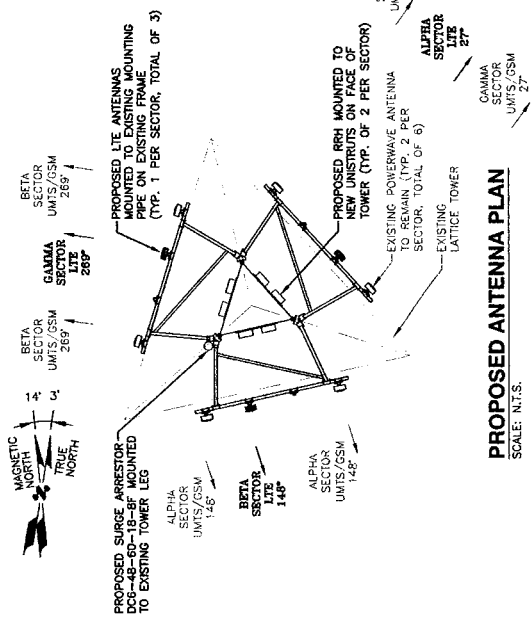 MAGNETIC
NORTH
14° 3'
TRUE
NORTH
BETA
SECTOR
UMTS/GSM
269°
GAMMA
SECTOR
LTE
269°
BETA
SECTOR
UMTS/GSM
269°
PROPOSED LTE ANTENNAS
MOUNTED TO EXISTING MOUNTING
PIPE ON EXISTING FRAME
(TYP. 1 PER SECTOR, TOTAL OF 3)
PROPOSED SURGE ARRESTOR
DC6-48-60-18-8F MOUNTED
TO EXISTING TOWER LEG
ALPHA
SECTOR
UMTS/GSM
148°
BETA
SECTOR
LTE
148°
ALPHA
SECTOR
UMTS/GSM
148°
PROPOSED RRH MOUNTED TO
NEW UNISTRUTS ON FACE OF
TOWER (TYP. OF 2 PER SECTOR)
EXISTING POWERWAVE ANTENNA
TO REMAIN (TYP. 2 PER
SECTOR, TOTAL OF 6)
EXISTING
LATTICE TOWER
UMTS
ALPHA
SECTOR
LTE
27°
GAMMA
SECTOR
UMTS/GSM
27°
PROPOSED ANTENNA PLAN
SCALE: N.T.S.